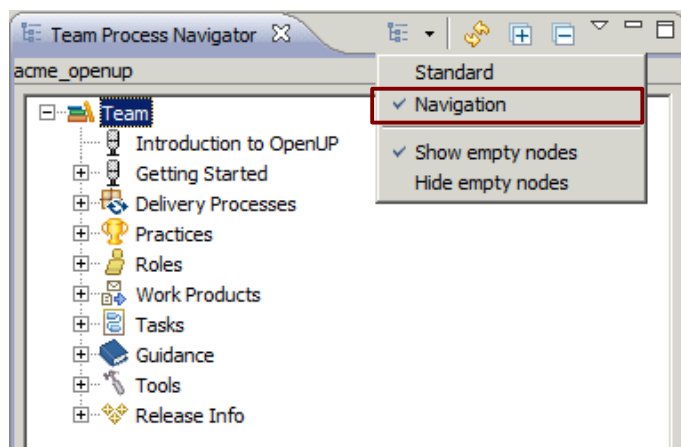 Team Process Navigator
acme_openup
Standard
Navigation
Show empty nodes
Hide empty nodes
Team
Introduction to OpenUP
Getting Started
Delivery Processes
Practices
Roles
Work Products
Tasks
Guidance
Tools
Release Info